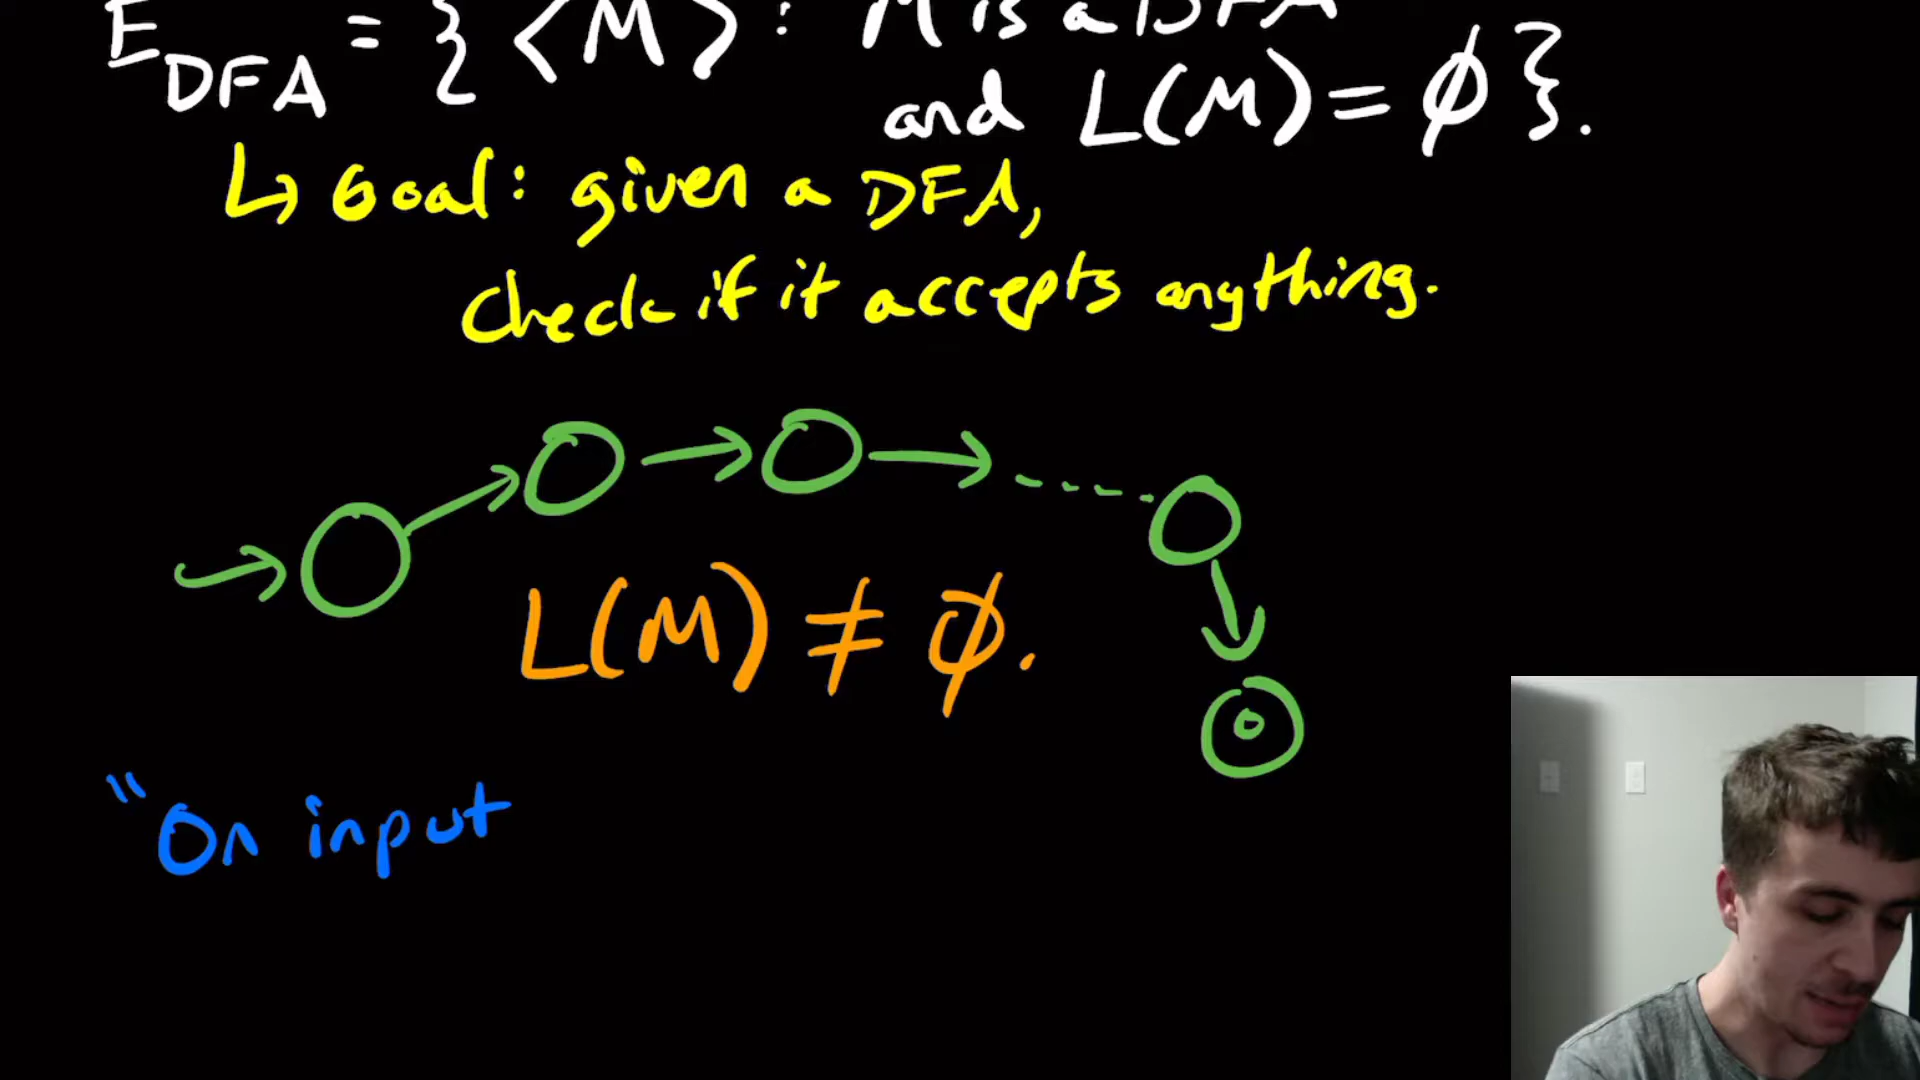 E_DFA = { <M> : M is a DFA
and L(M) = ∅ }.
↳ Goal: given a DFA,
check if it accepts anything.
L(M) ≠ ∅.
"On input